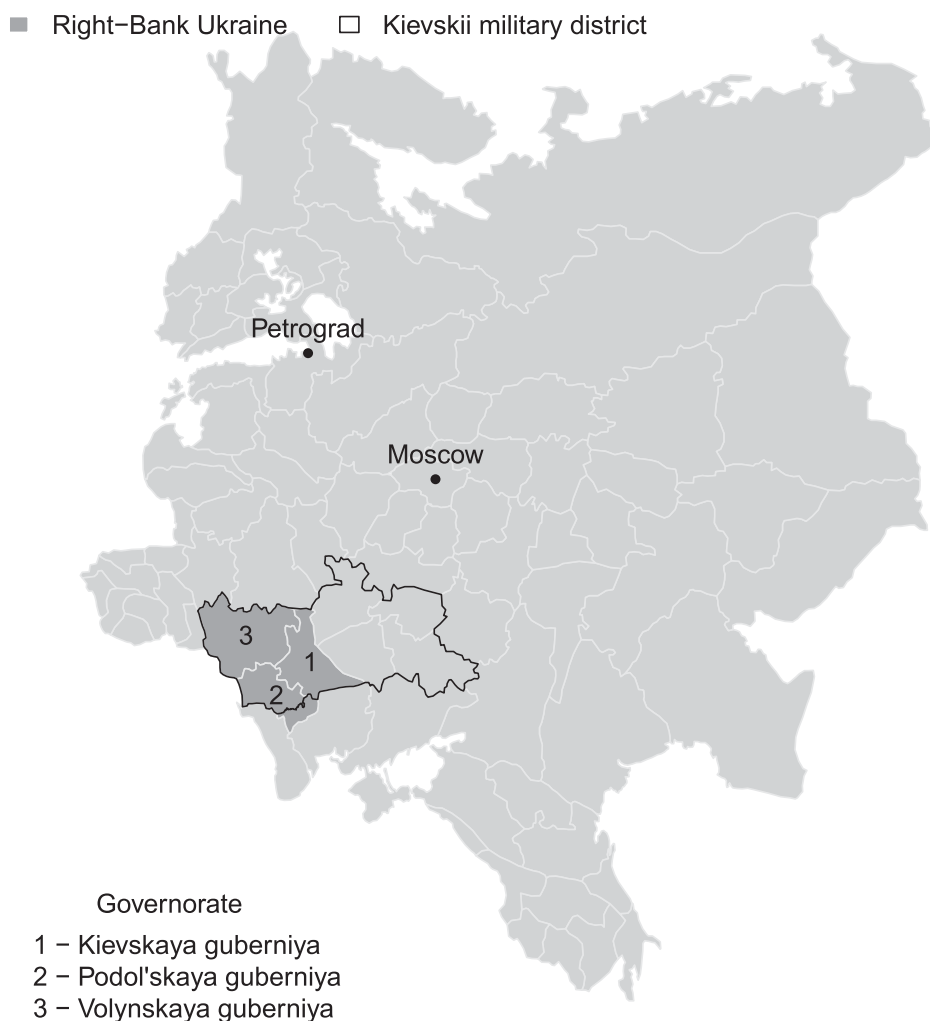 Right−Bank Ukraine
Kievskii military district
Petrograd
Moscow
3
1
2
Governorate
1 − Kievskaya guberniya
2 − Podol'skaya guberniya
3 − Volynskaya guberniya